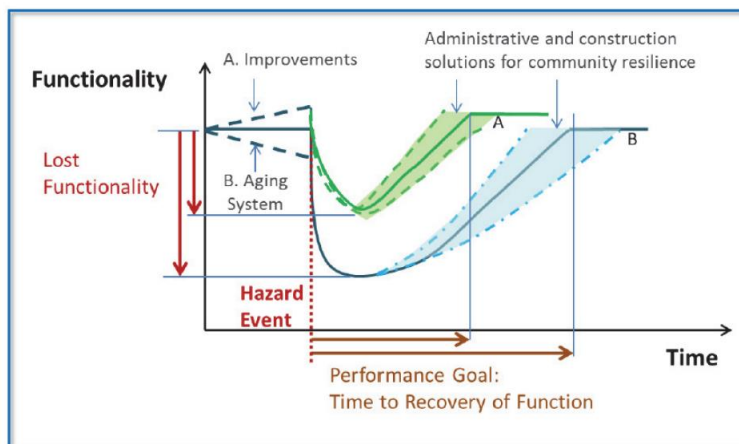 A. Improvements
Administrative and construction
solutions for community resilience
Functionality
A
B
Lost
Functionality
B. Aging
System
Hazard
Event
Time
Performance Goal:
Time to Recovery of Function